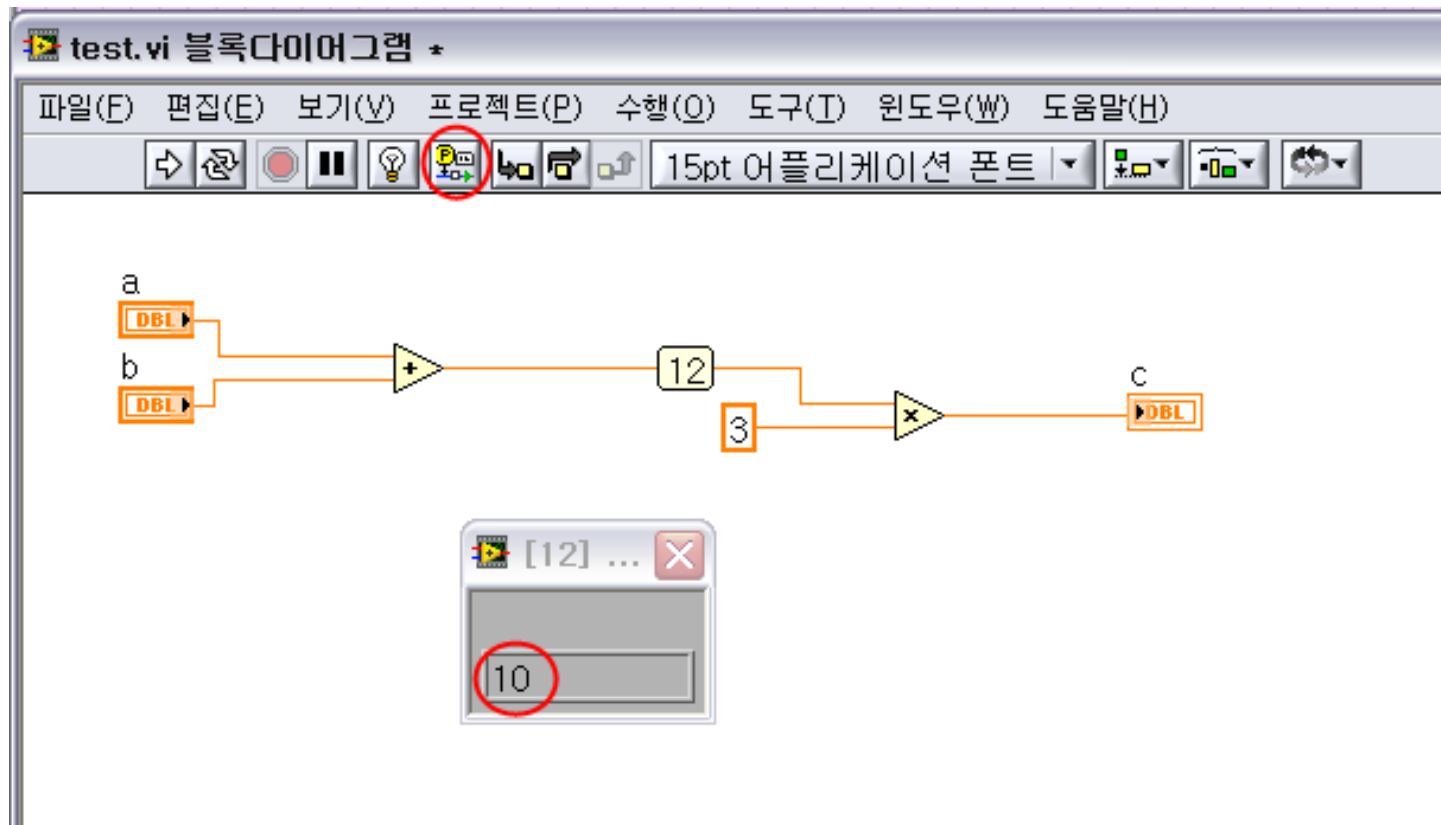 test.vi 블록다이어그램 *
파일(F) 편집(E) 보기(V) 프로젝트(P) 수행(O) 도구(T) 윈도우(W) 도움말(H)
15pt 어플리케이션 폰트
a
DBL
b
DBL
+
12
3
×
c
DBL
[12] ...
10